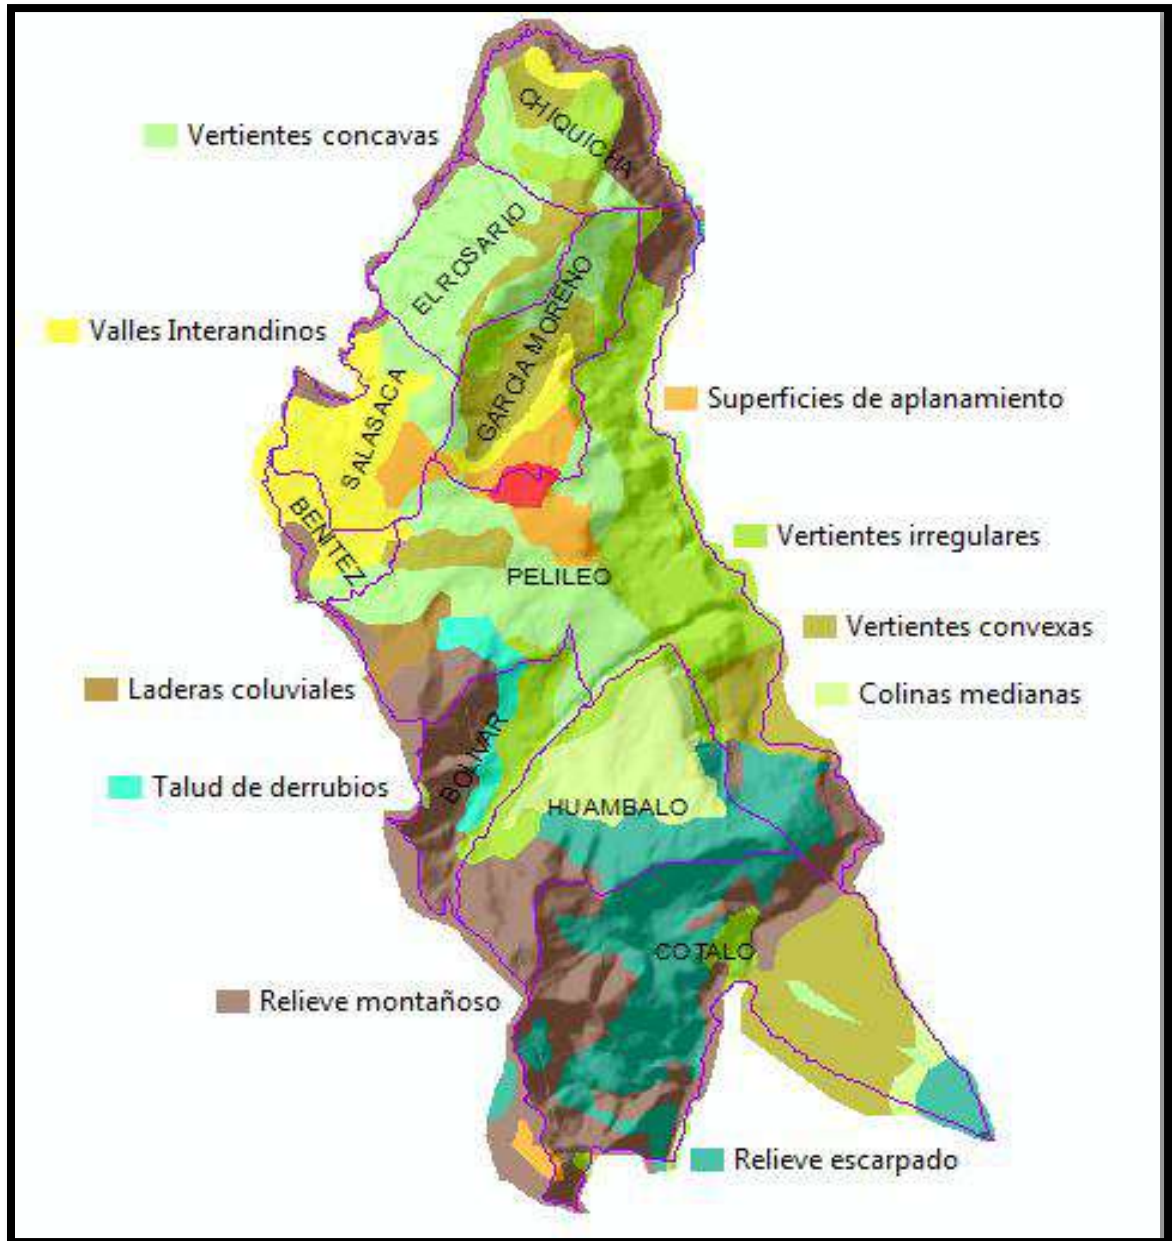 CHIQUICHA
Vertientes concavas
EL ROSARIO
GARCIA MORENO
Valles Interandinos
SALASACA
Superficies de aplanamiento
BENITEZ
Vertientes irregulares
PELILEO
Vertientes convexas
Laderas coluviales
Colinas medianas
BOLIVAR
Talud de derrubios
HUAMBALO
COTALO
Relieve montañoso
Relieve escarpado